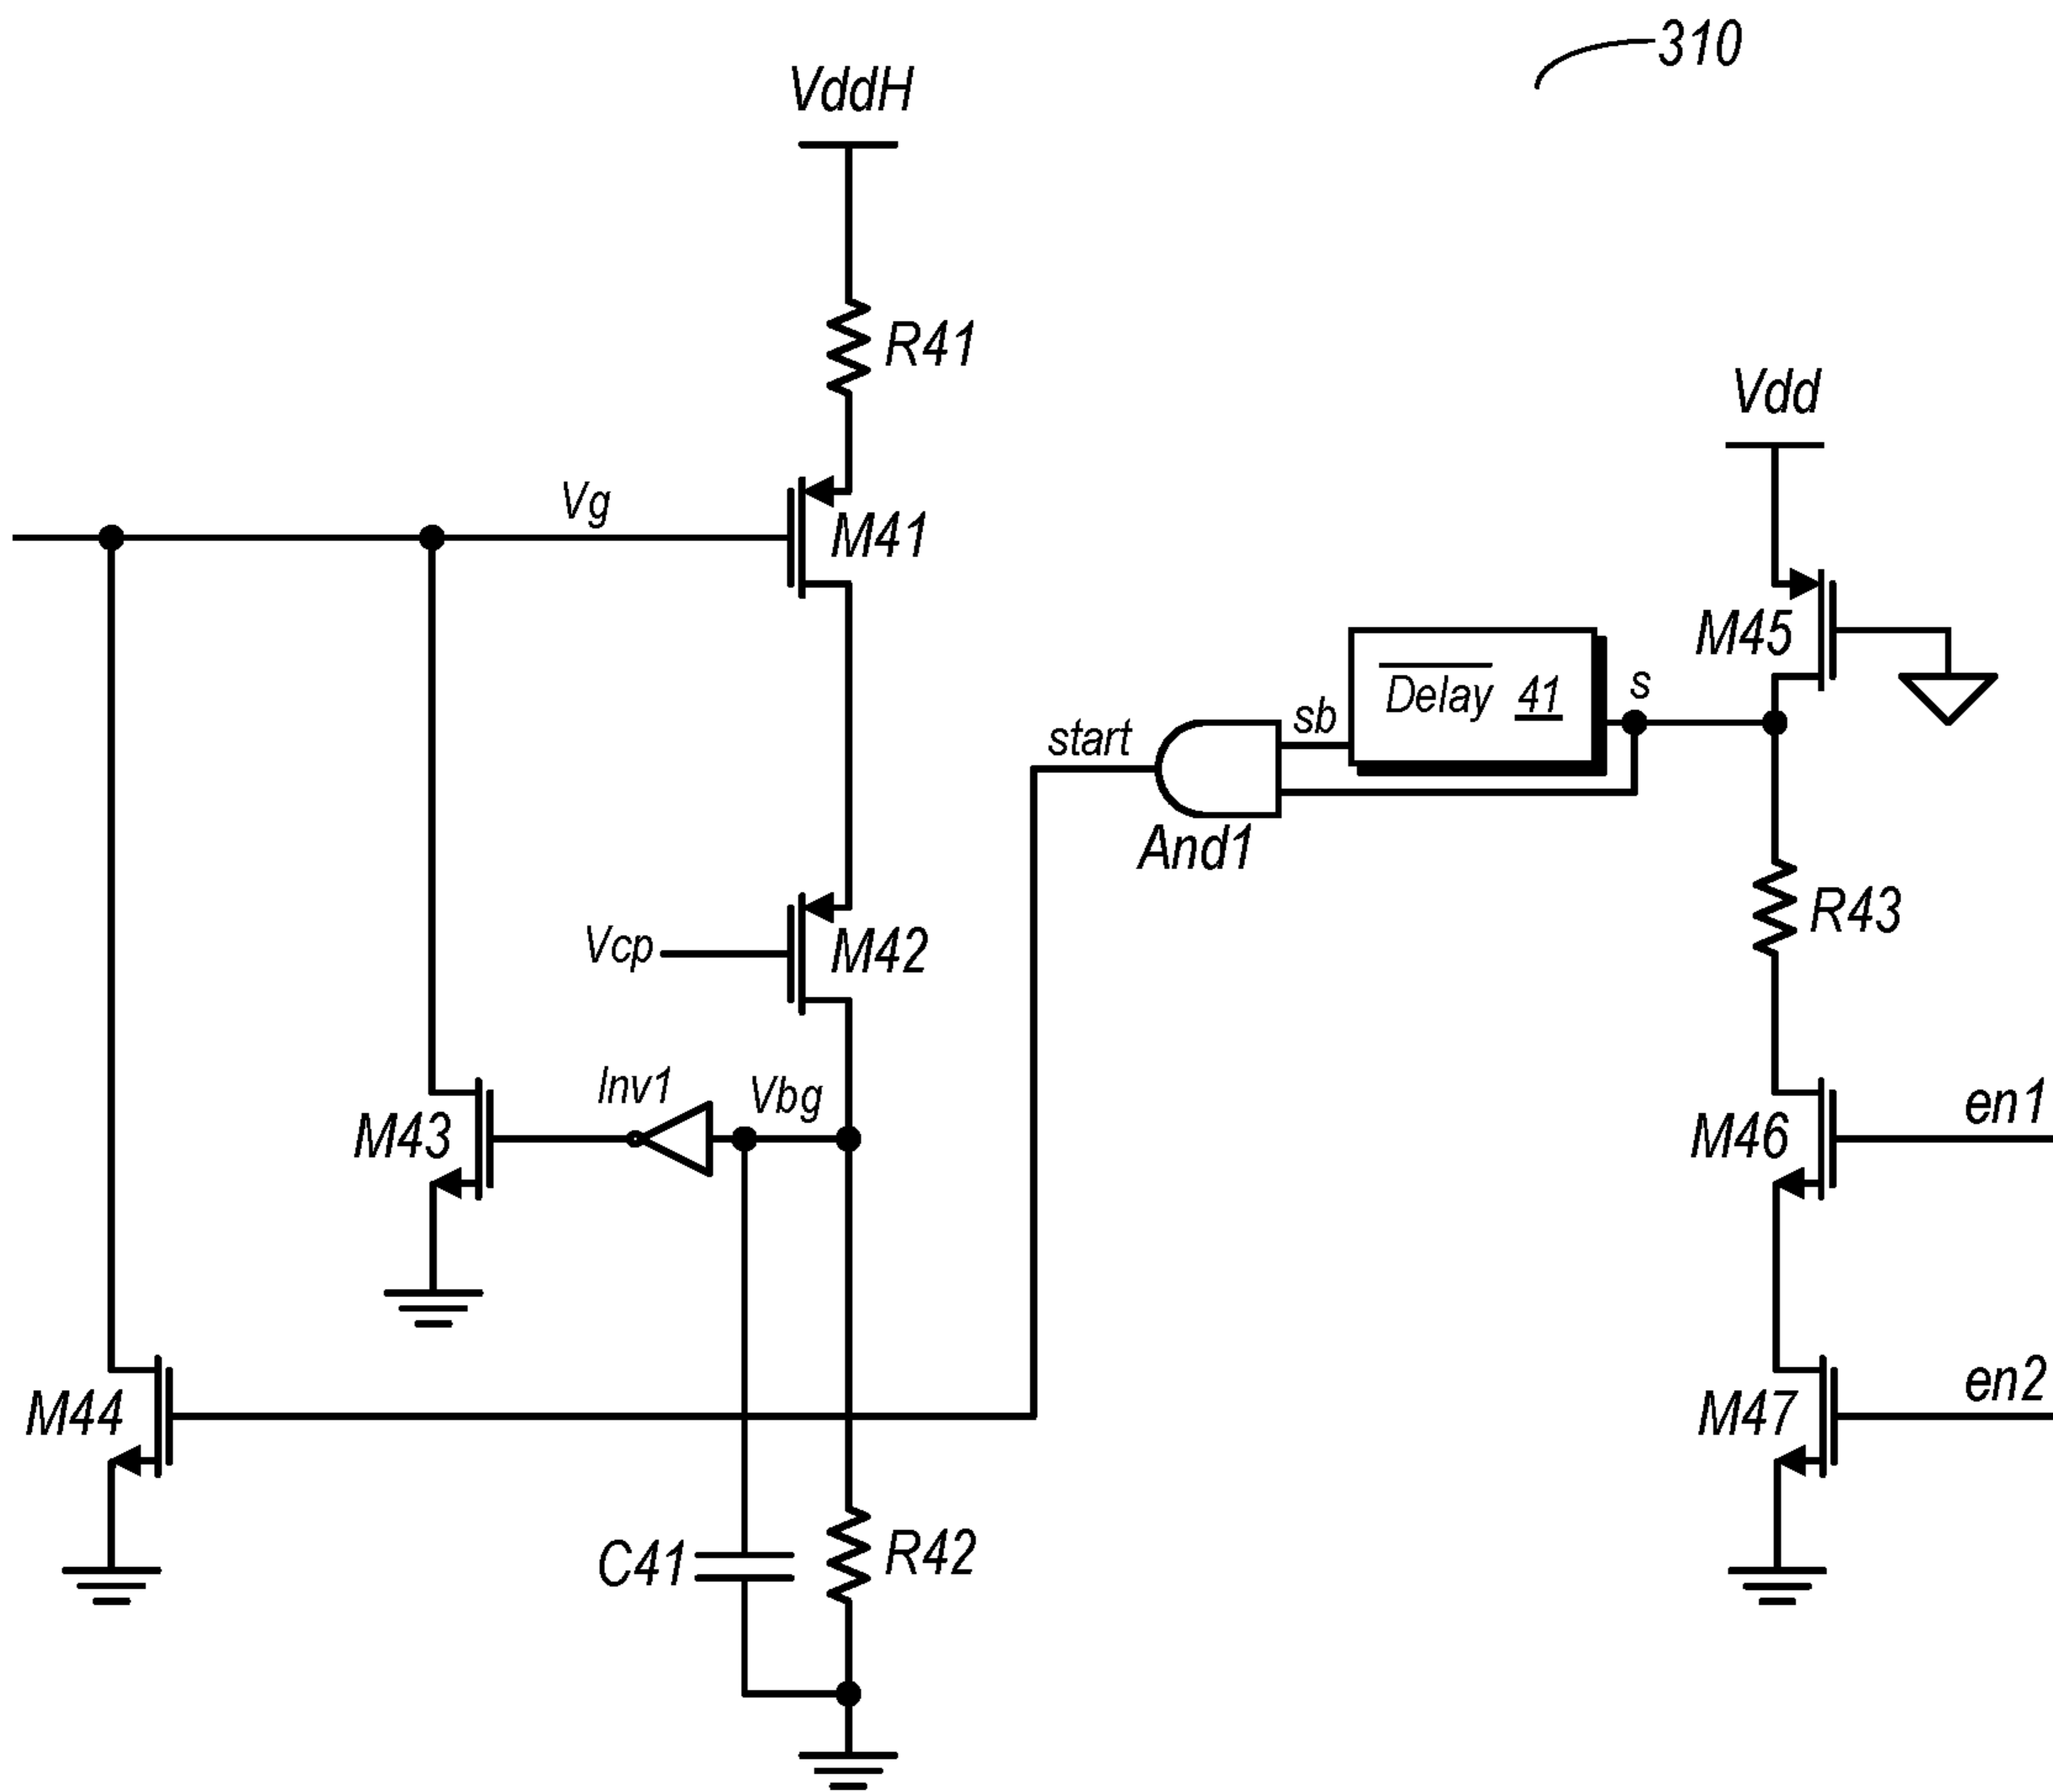 310
VddH
R41
Vdd
Vg
M41
M45
Delay 41
s
sb
start
And1
R43
Vcp
M42
Inv1
Vbg
M43
en1
M46
en2
M44
M47
C41
R42